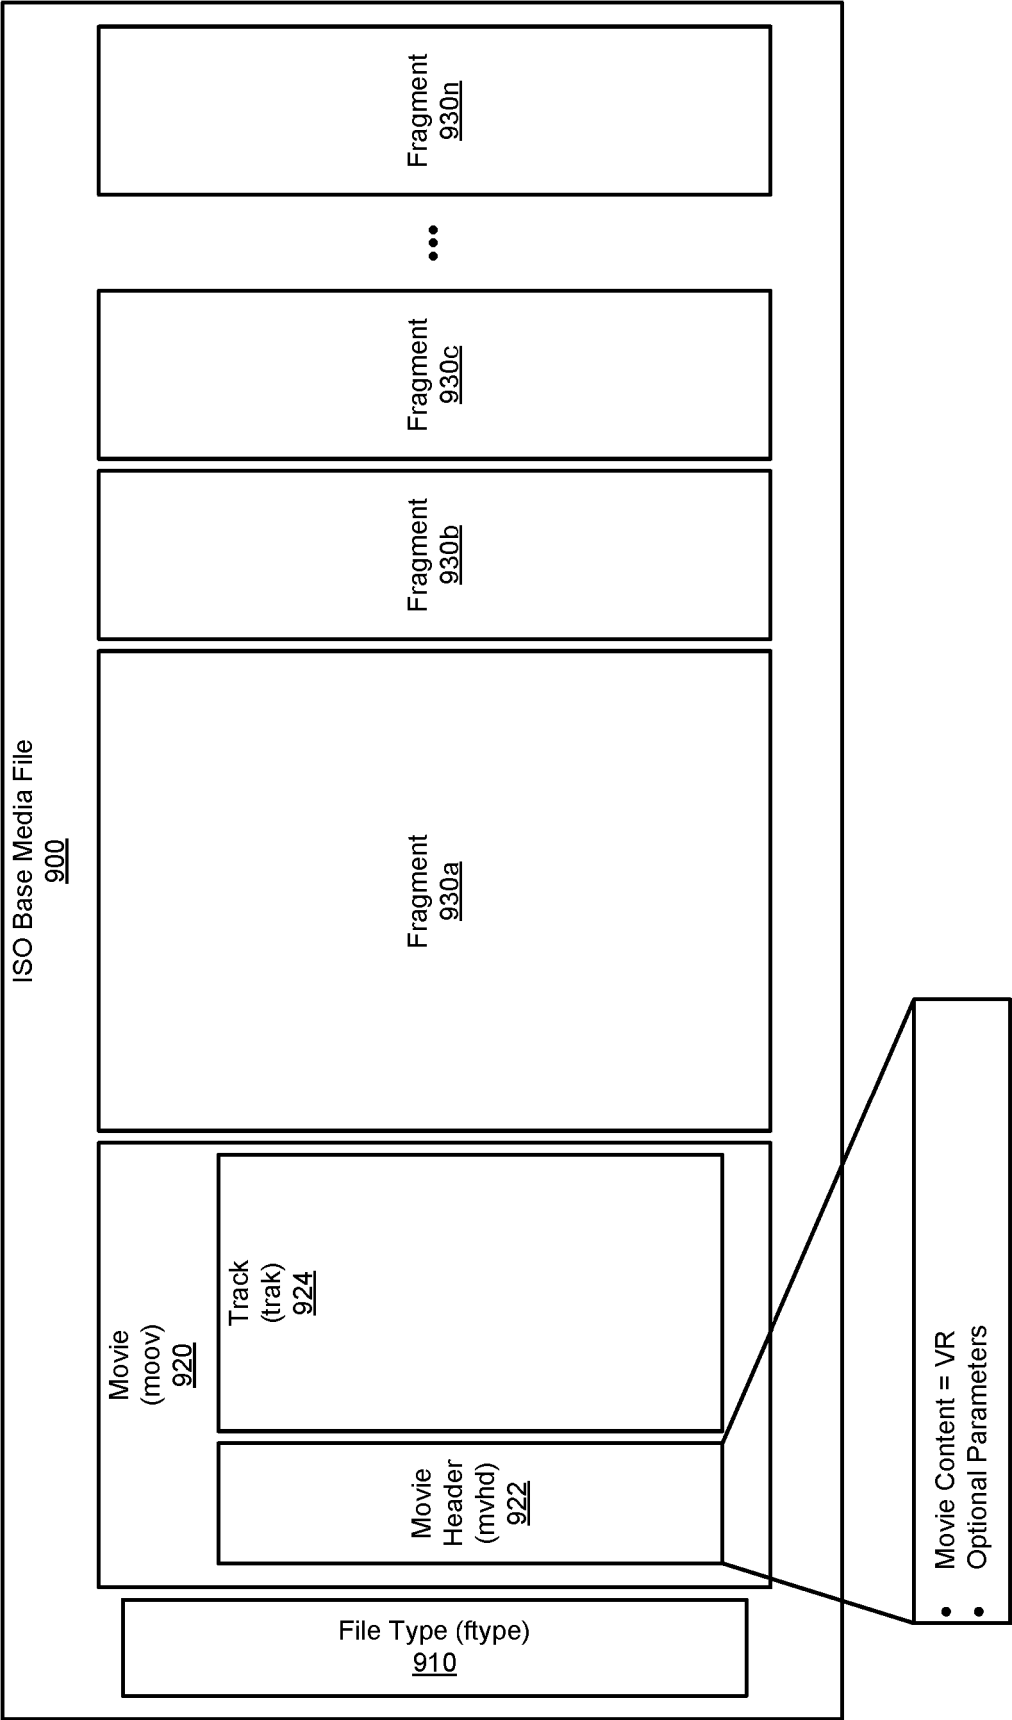 ISO Base Media File
900
File Type (ftype)
910
Movie
(moov)
920
Movie
Header
(mvhd)
922
Track
(trak)
924
Fragment
930a
Fragment
930b
Fragment
930c
•••
Fragment
930n
• Movie Content = VR
• Optional Parameters